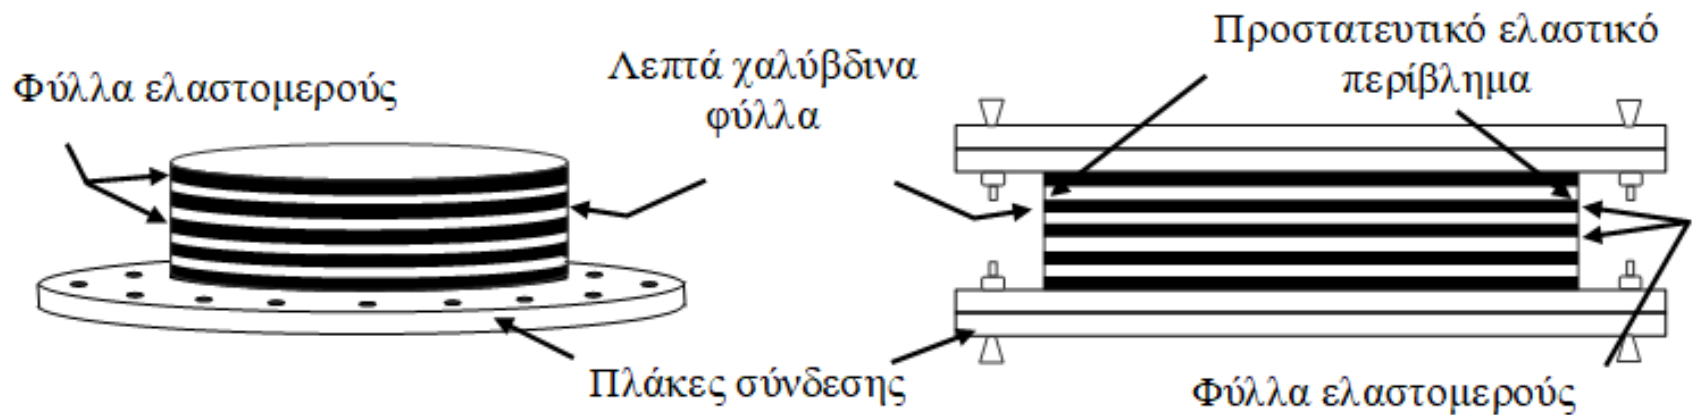 Φύλλα ελαστομερούς
Λεπτά χαλύβδινα
φύλλα
Προστατευτικό ελαστικό
περίβλημα
Πλάκες σύνδεσης
Φύλλα ελαστομερούς